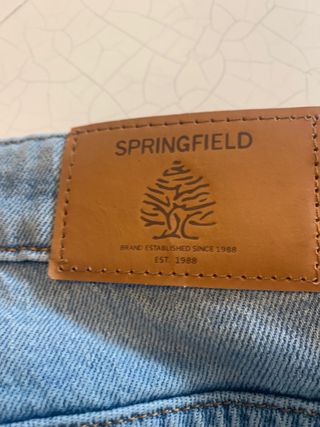 SPRINGFIELD
BRAND ESTABLISHED SINCE 1988
EST. 1988